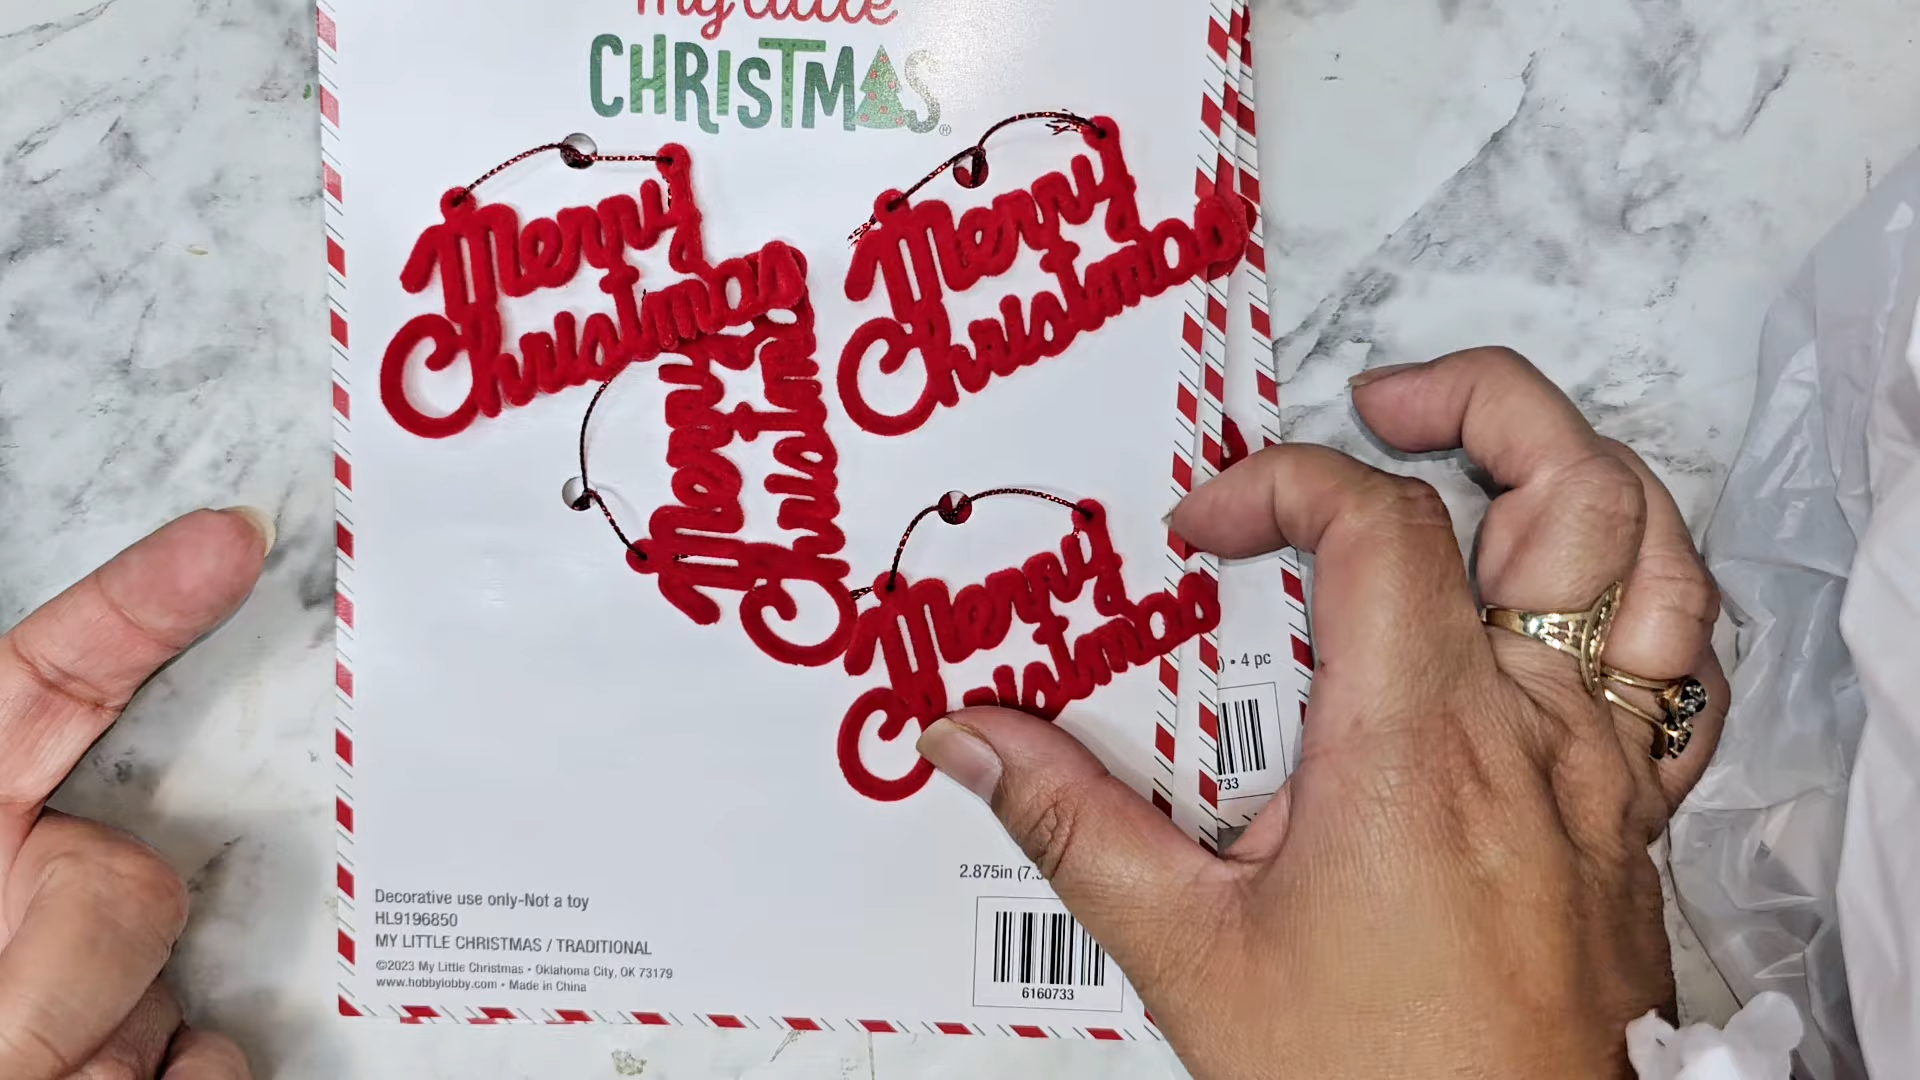 my little
CHRISTMAS®
Merry
Christmas
Merry
Christmas
Merry
Christmas
Merry
Christmas
) • 4 pc
733
2.875in (7.
Decorative use only-Not a toy
HL9196850
MY LITTLE CHRISTMAS / TRADITIONAL
©2023 My Little Christmas • Oklahoma City, OK 73179
www.hobbylobby.com • Made in China
6160733